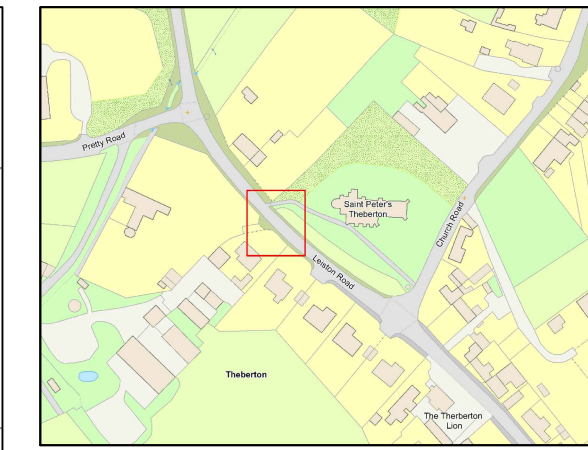 Pretty Road
Saint Peter's
Theberton
Church Road
Leiston Road
Theberton
The Therberton
Lion